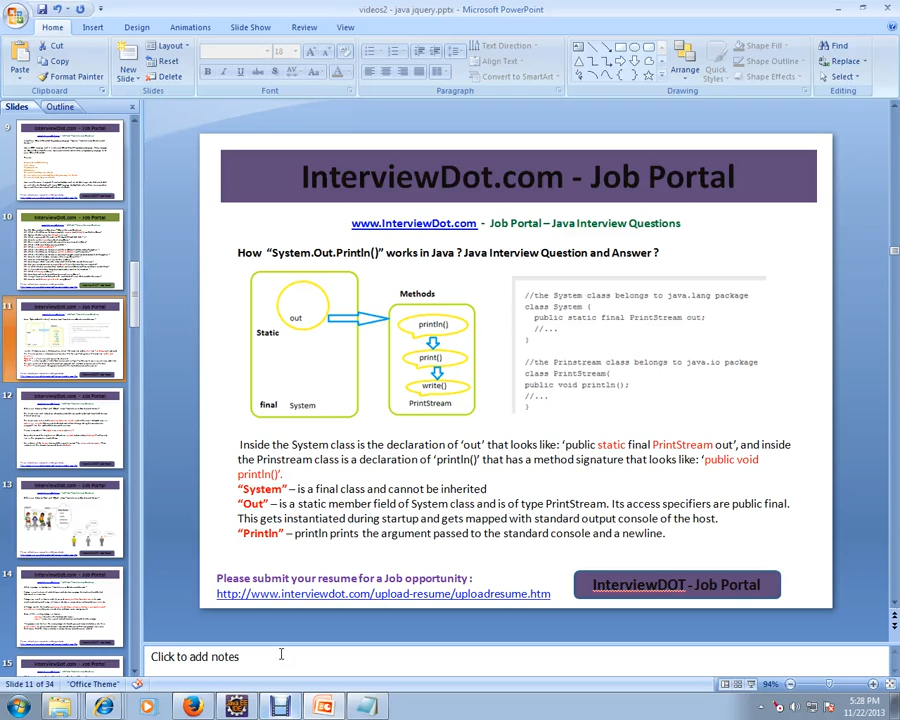 videos2 - java jquery.pptx - Microsoft PowerPoint
Home Insert Design Animations Slide Show Review View
Paste Cut Copy Format Painter Clipboard
New Slide Layout Reset Delete Slides
18 B I U abc S AV Aa A Font
Text Direction Align Text Convert to SmartArt Paragraph
Arrange Quick Styles Shape Fill Shape Outline Shape Effects Drawing
Find Replace Select Editing
Slides Outline
9
10
11
12
13
14
15
InterviewDot.com - Job Portal
www.InterviewDot.com - Job Portal – Java Interview Questions
How “System.Out.Println()” works in Java ? Java Interview Question and Answer ?
out
Static
final System
Methods
println()
print()
write()
PrintStream
//the System class belongs to java.lang package
class System {
public static final PrintStream out;
//...
}
//the Prinstream class belongs to java.io package
class PrintStream{
public void println();
//...
}
Inside the System class is the declaration of ‘out’ that looks like: ‘public static final PrintStream out’, and inside
the Prinstream class is a declaration of ‘println()’ that has a method signature that looks like: ‘public void
println()’.
“System” – is a final class and cannot be inherited
“Out” – is a static member field of System class and is of type PrintStream. Its access specifiers are public final.
This gets instantiated during startup and gets mapped with standard output console of the host.
“Println” – println prints the argument passed to the standard console and a newline.
Please submit your resume for a Job opportunity :
http://www.interviewdot.com/upload-resume/uploadresume.htm
InterviewDOT - Job Portal
Click to add notes
Slide 11 of 34 "Office Theme" 94%
5:28 PM
11/22/2013